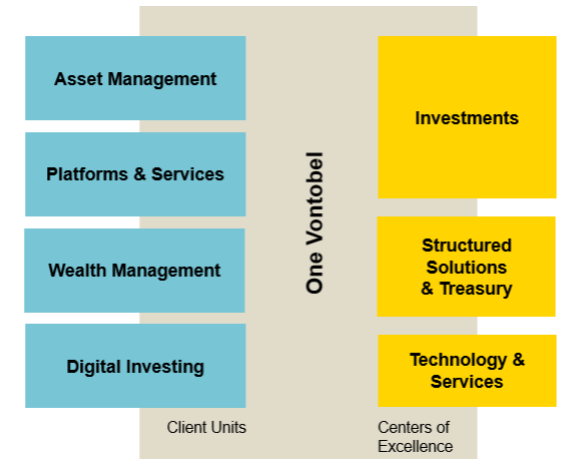 Asset Management
Platforms & Services
Wealth Management
Digital Investing
Client Units
One Vontobel
Investments
Structured
Solutions
& Treasury
Technology &
Services
Centers of
Excellence